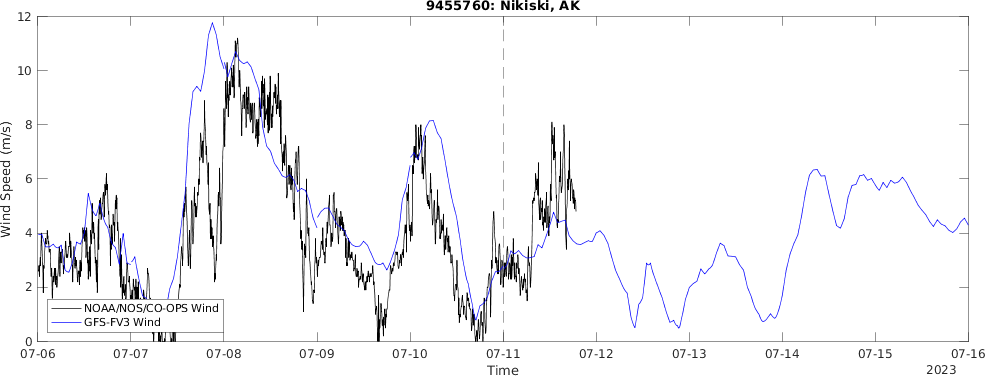 9455760: Nikiski, AK
Wind Speed (m/s)
12
10
8
6
4
2
0
NOAA/NOS/CO-OPS Wind
GFS-FV3 Wind
07-06 07-07 07-08 07-09 07-10 07-11 07-12 07-13 07-14 07-15 07-16
Time
2023